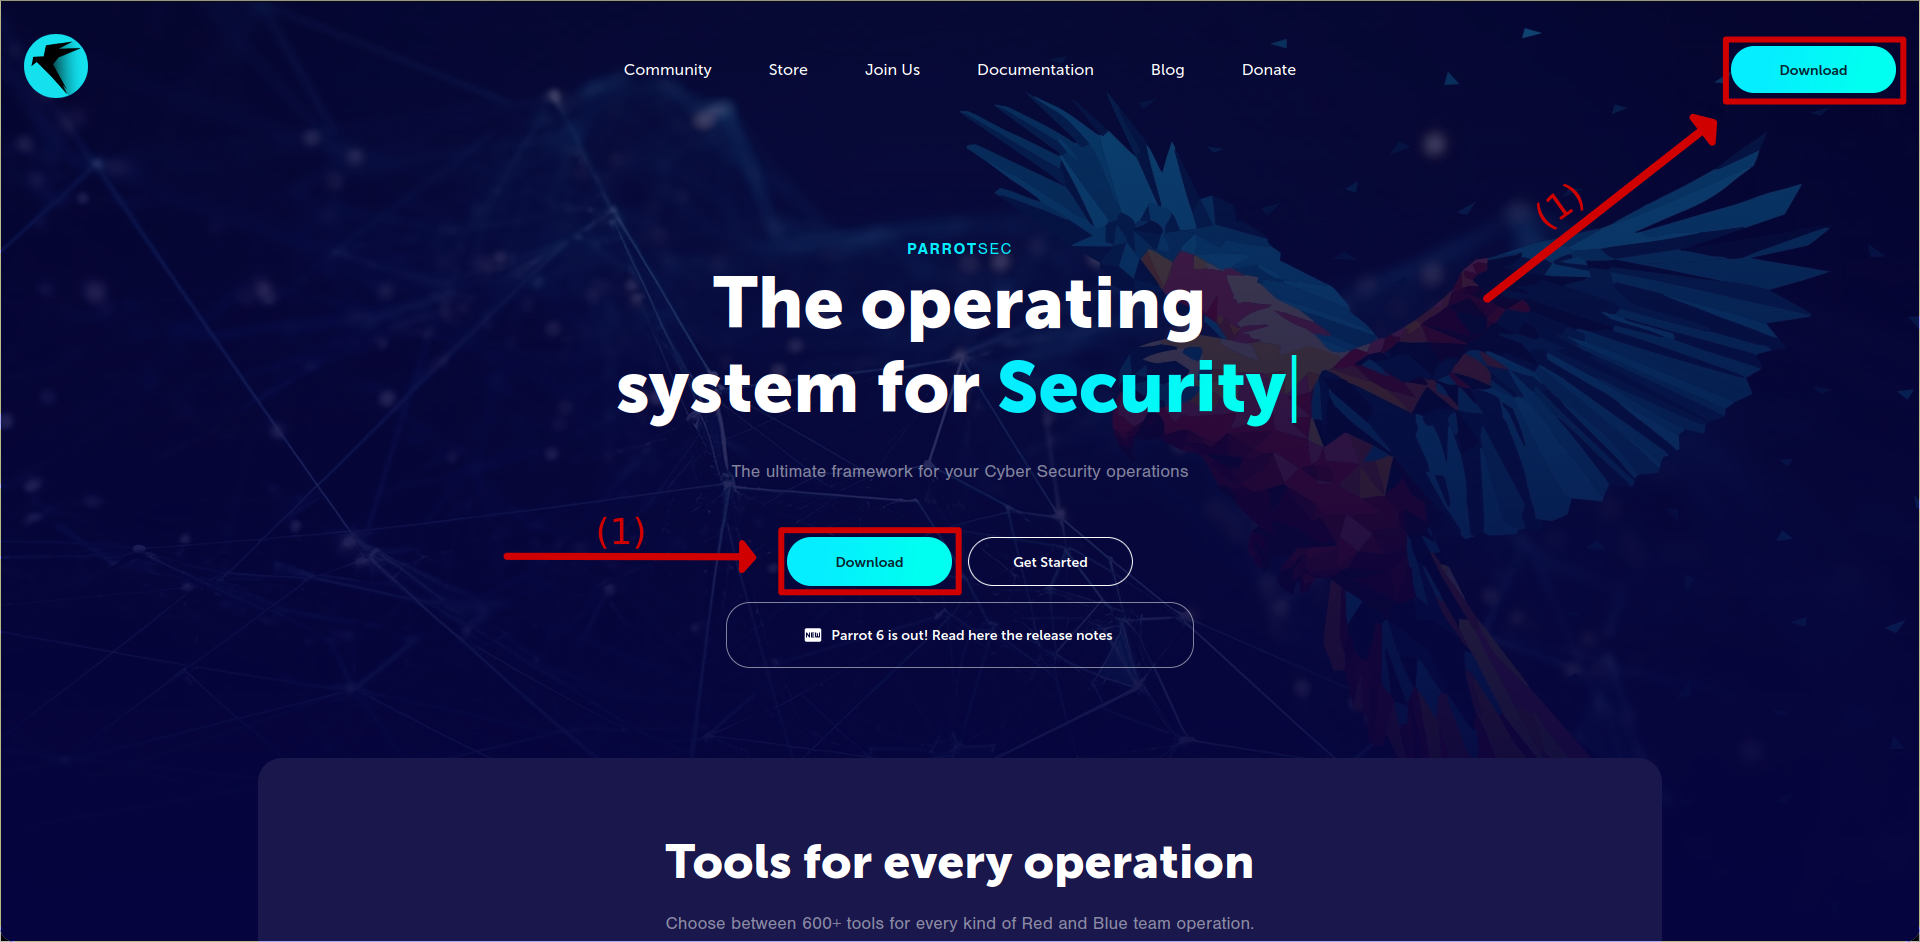 Community Store Join Us Documentation Blog Donate Download
(1)
PARROTSEC
The operating
system for Security
The ultimate framework for your Cyber Security operations
(1)
Download Get Started
NEW Parrot 6 is out! Read here the release notes
Tools for every operation
Choose between 600+ tools for every kind of Red and Blue team operation.